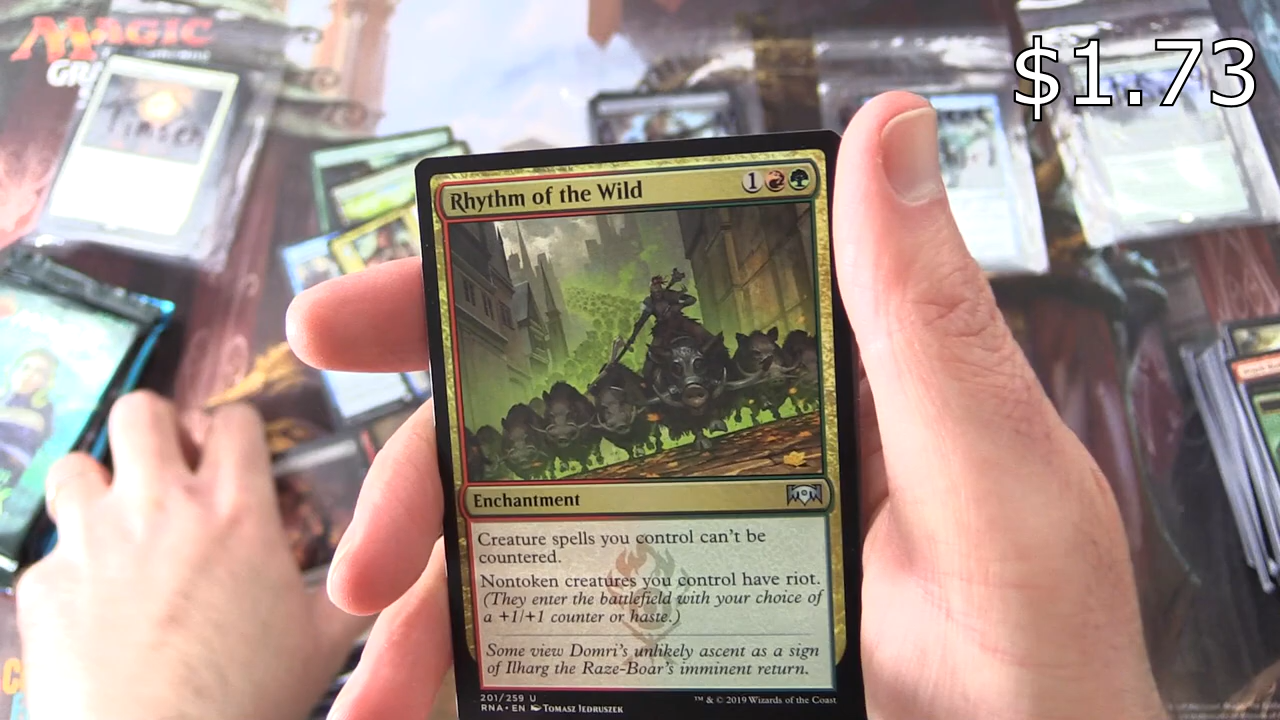 $1.73
MAGIC
Rhythm of the Wild
1
Enchantment
Creature spells you control can't be
countered.
Nontoken creatures you control have riot.
(They enter the battlefield with your choice of
a +1/+1 counter or haste.)
Some view Domri's unlikely ascent as a sign
of Ilharg the Raze-Boar's imminent return.
201/259 U
RNA • EN Tomasz Jedruszek
™ & © 2019 Wizards of the Coast